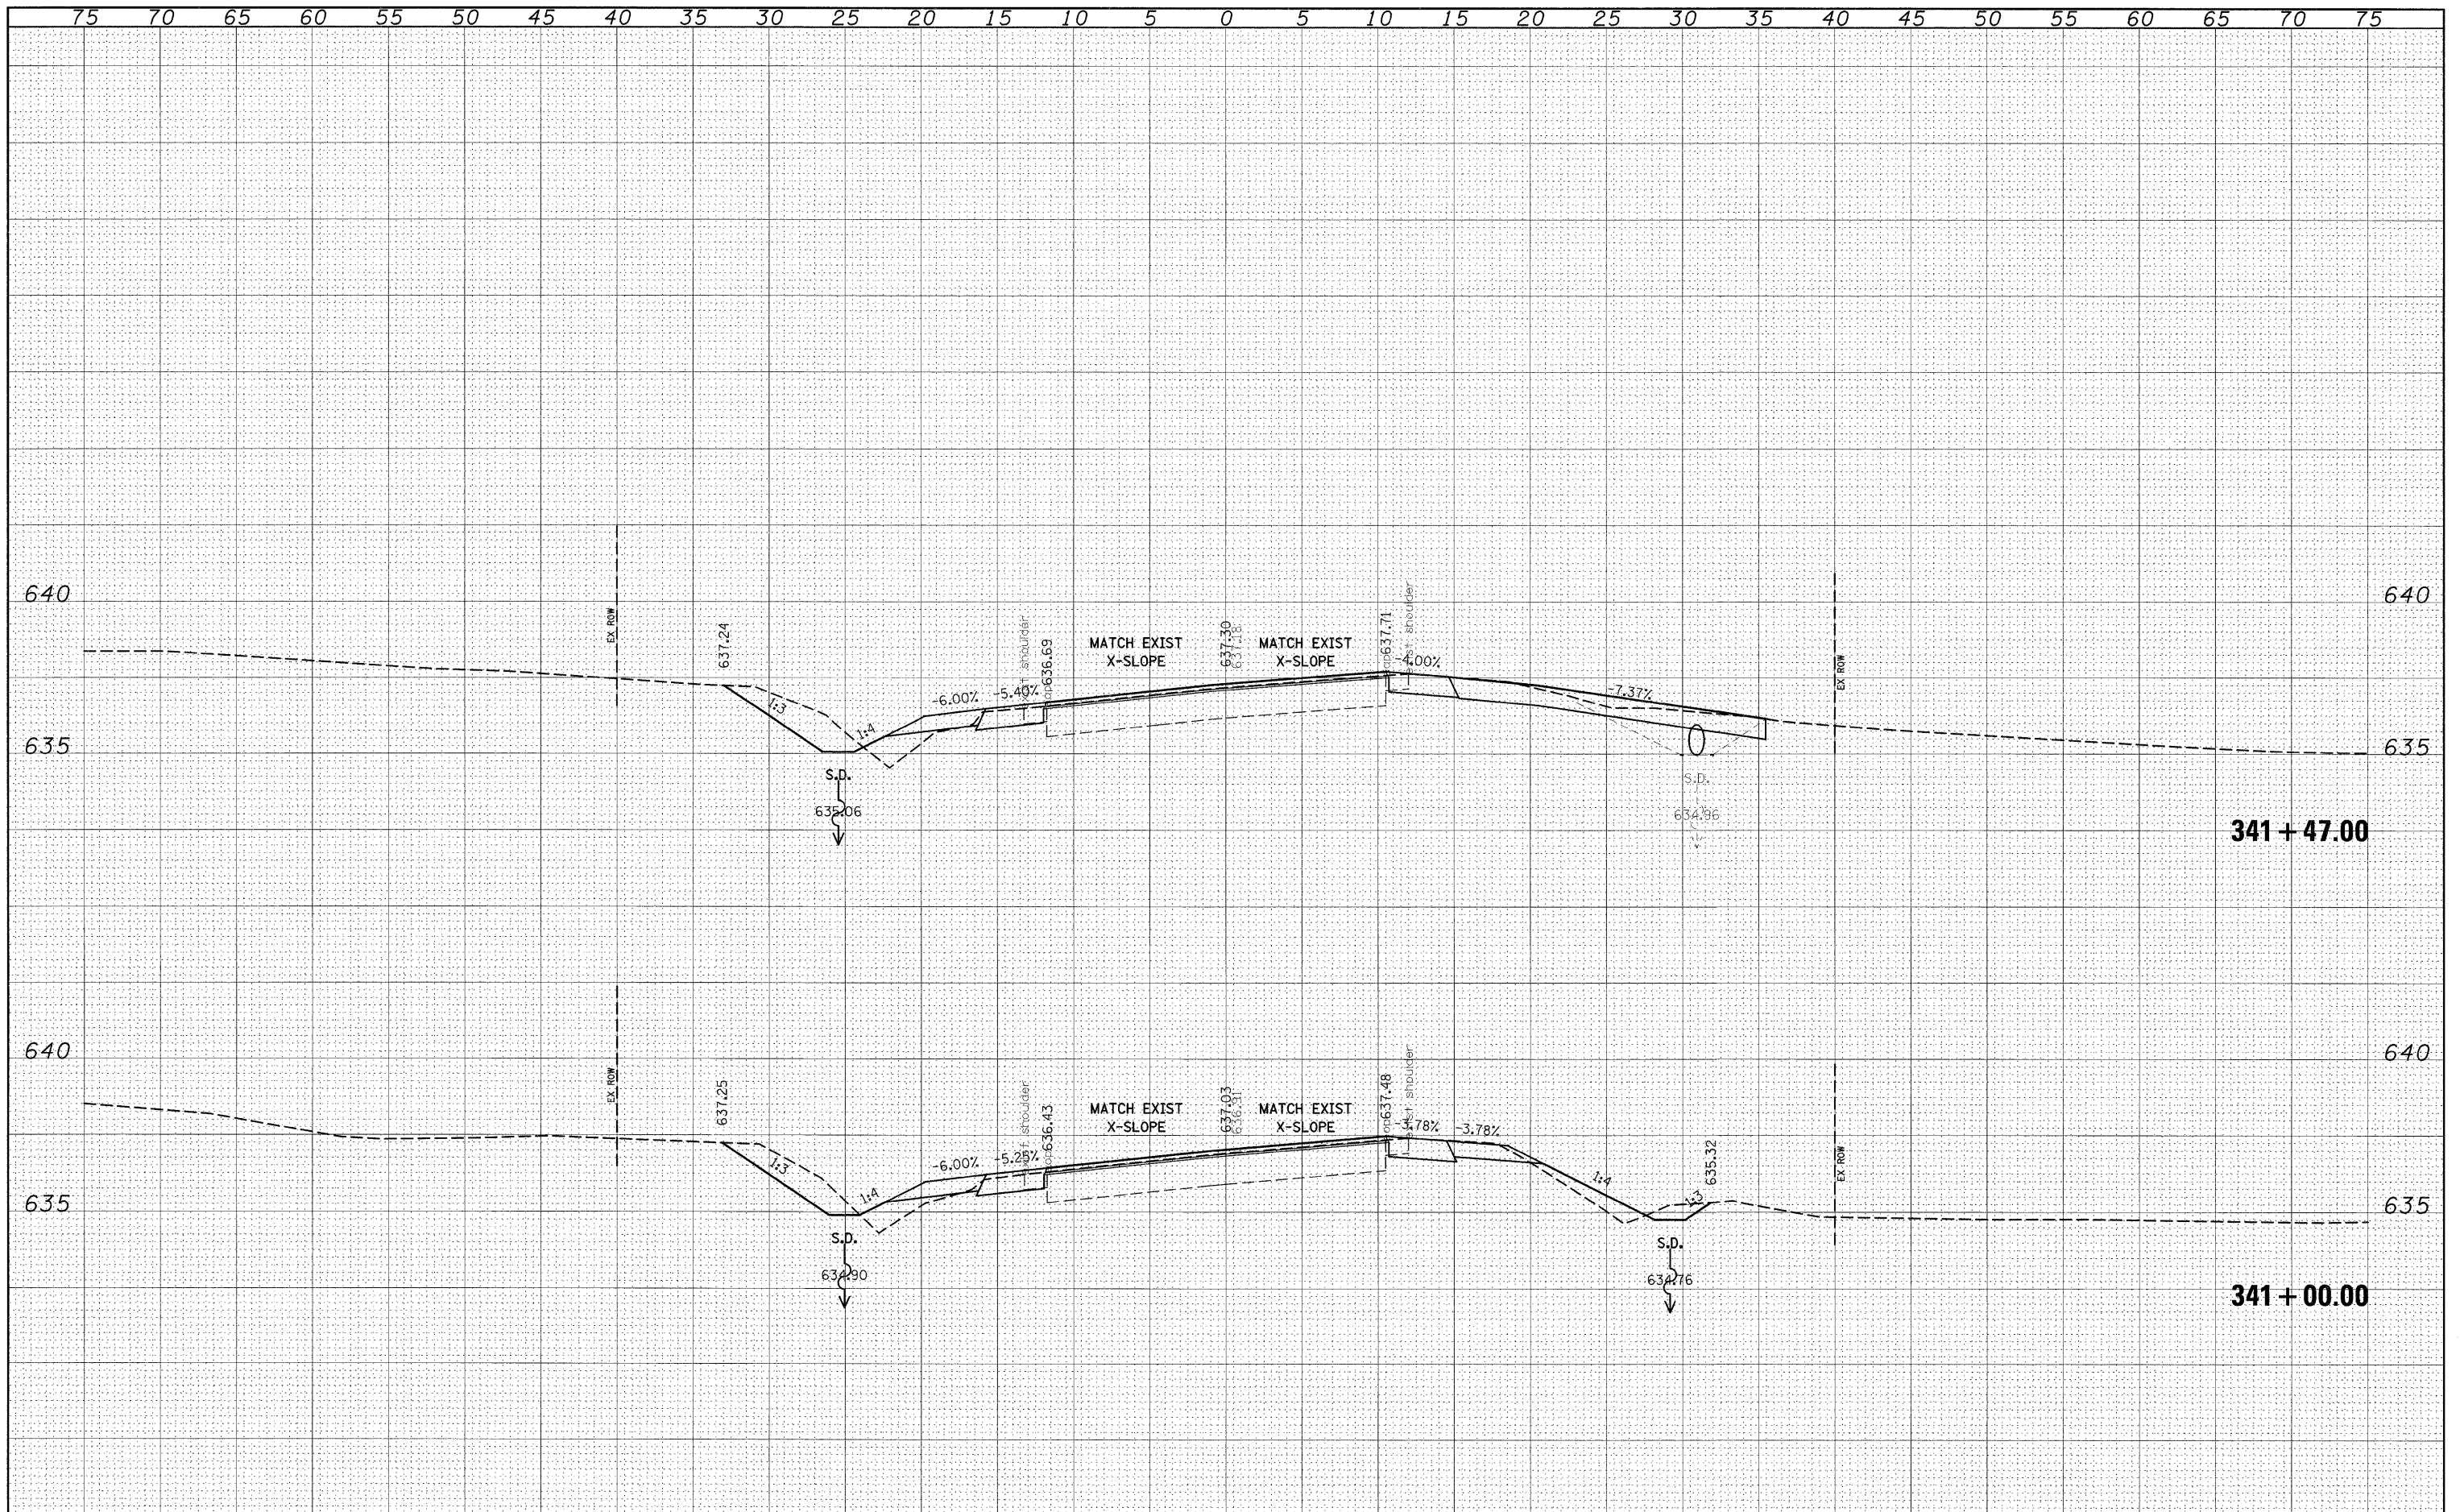 75 70 65 60 55 50 45 40 35 30 25 20 15 10 5 0 5 10 15 20 25 30 35 40 45 50 55 60 65 70 75
640
640
EX ROW
637.24
shoulder
636.69
MATCH EXIST
X-SLOPE
637.30
637.18
MATCH EXIST
X-SLOPE
637.71
exist shoulder
-4.00%
EX ROW
-6.00%
-5.40%
-7.37%
1:3
1:4
635
635
S.D.
635.06
S.D.
634.96
341+47.00
640
640
EX ROW
637.25
shoulder
636.43
MATCH EXIST
X-SLOPE
637.03
636.91
MATCH EXIST
X-SLOPE
637.48
shoulder
-3.78%
-3.78%
635.32
EX ROW
-6.00%
-5.25%
1:3
1:4
1:4
1:3
635
635
S.D.
634.90
S.D.
634.76
341+00.00